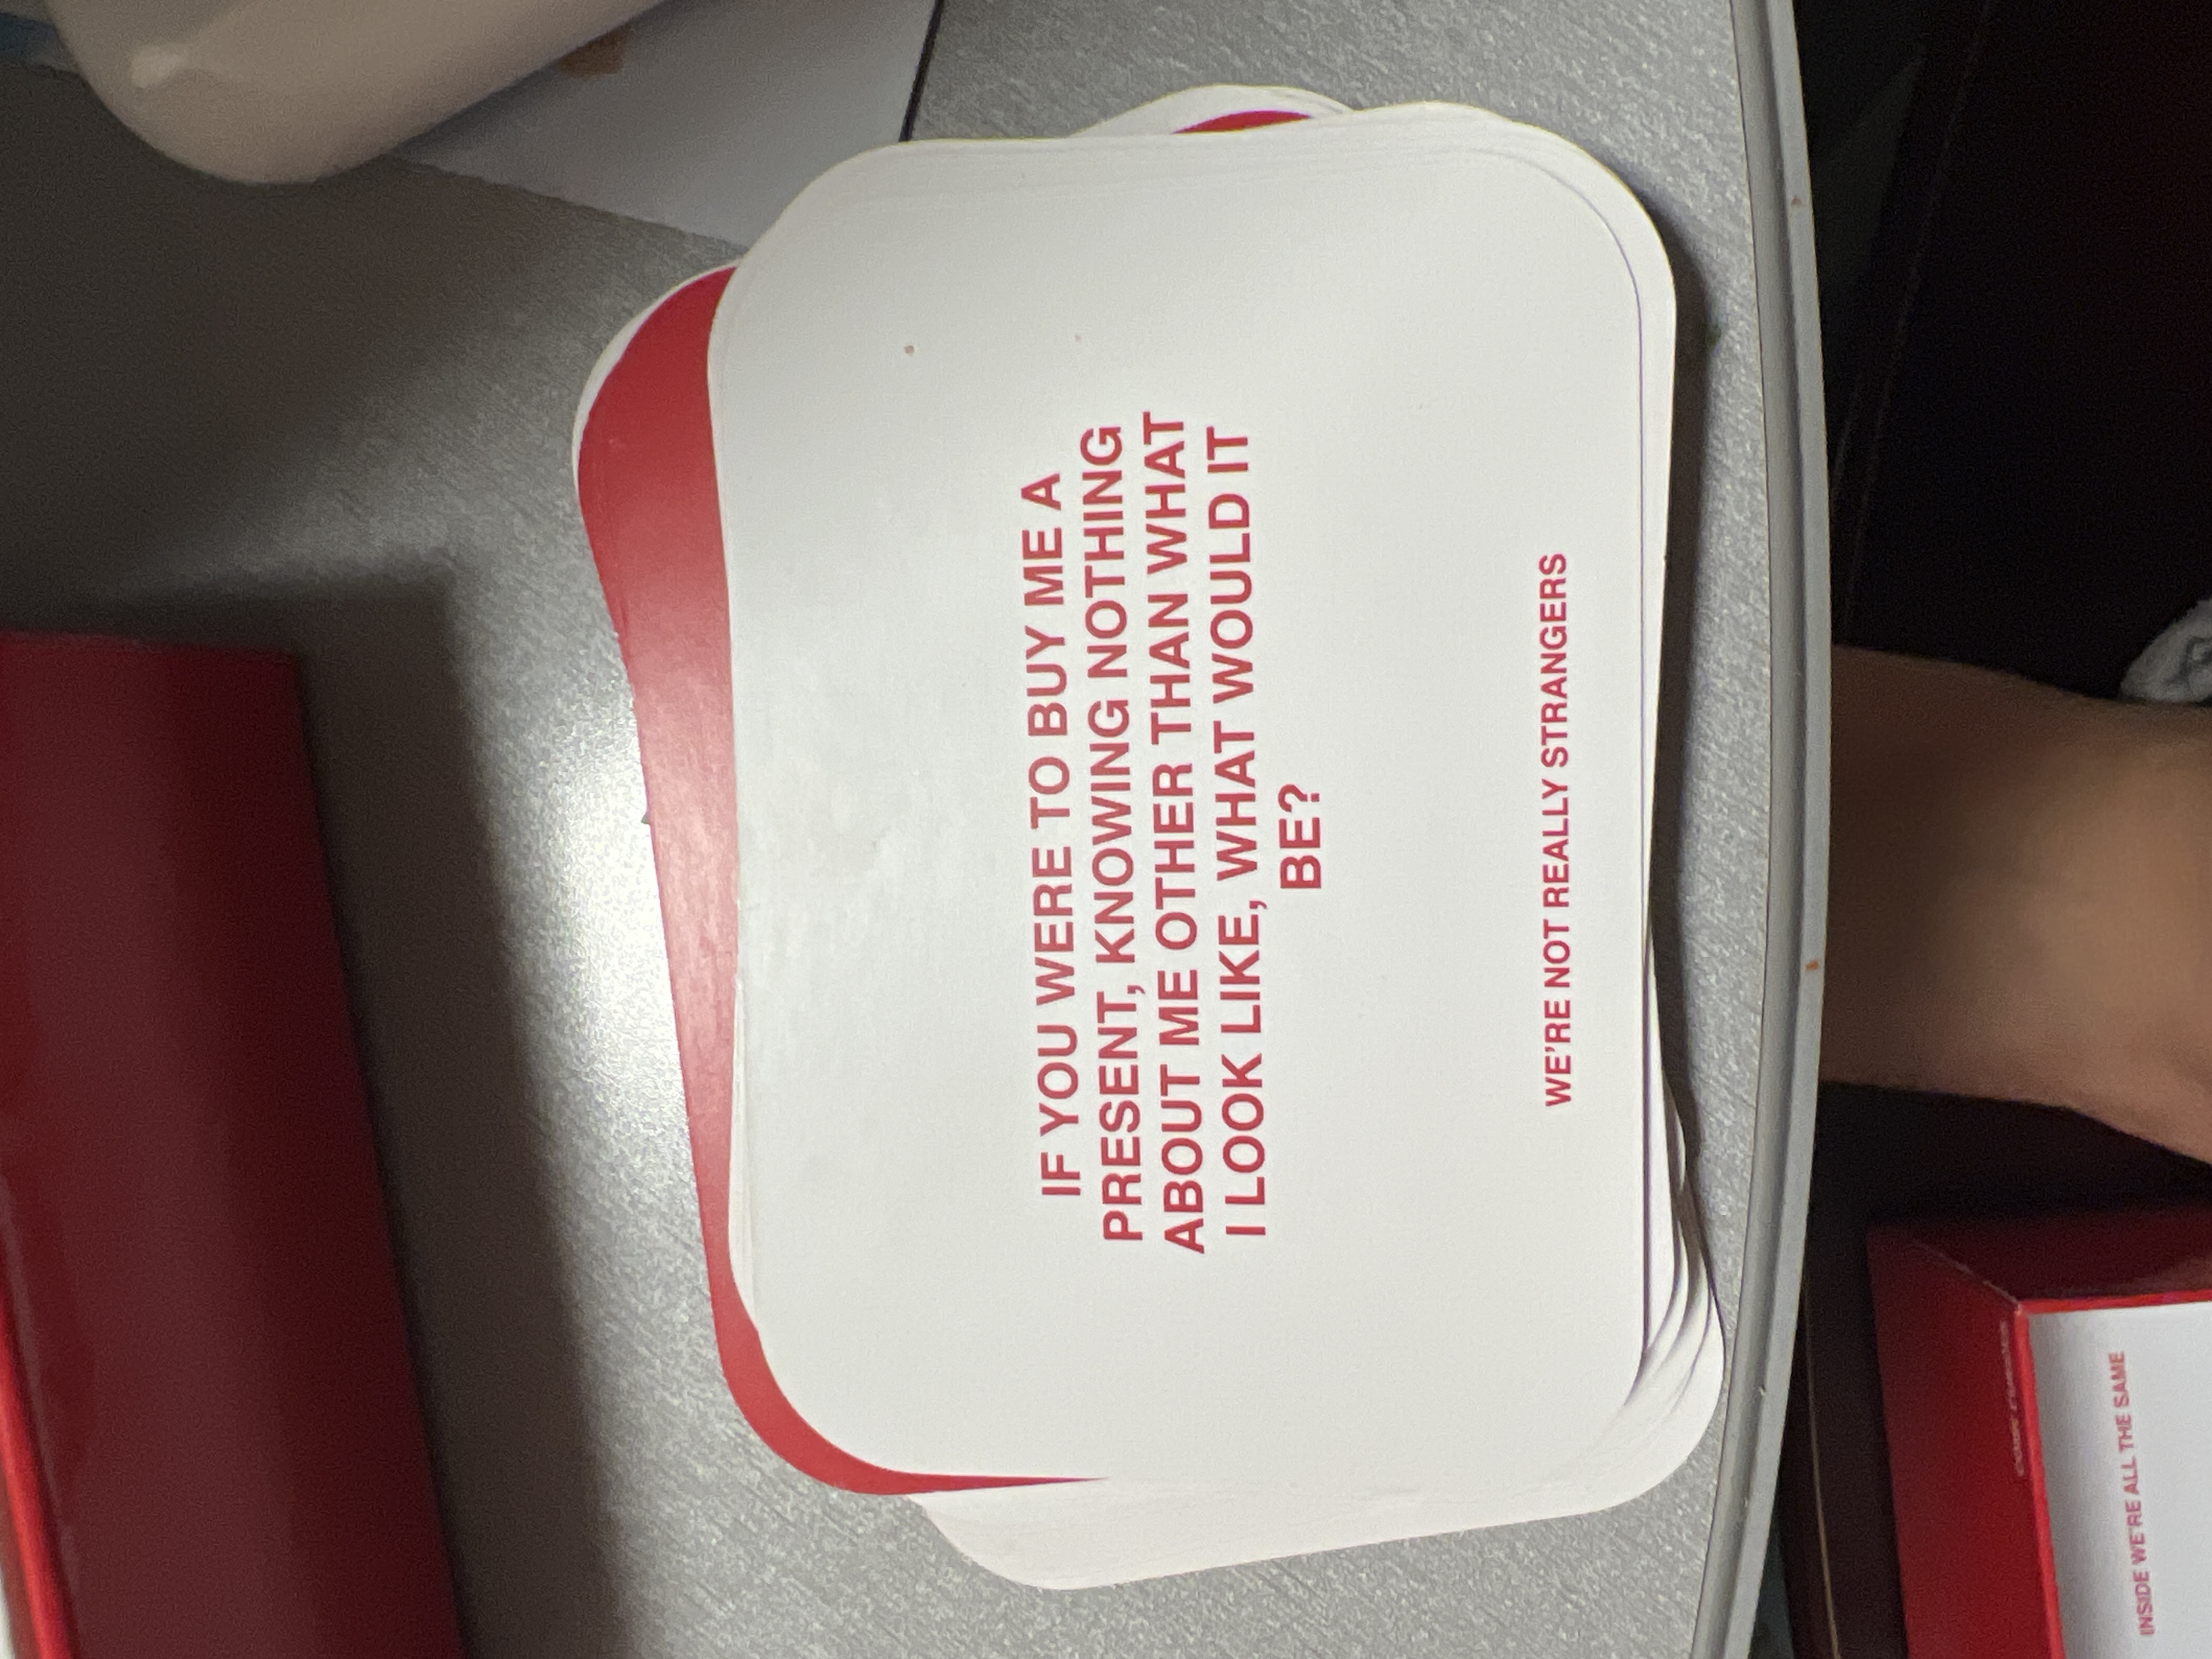 IF YOU WERE TO BUY ME A
PRESENT, KNOWING NOTHING
ABOUT ME OTHER THAN WHAT
I LOOK LIKE, WHAT WOULD IT
BE?
WE'RE NOT REALLY STRANGERS
INSIDE WE'RE ALL THE SAME